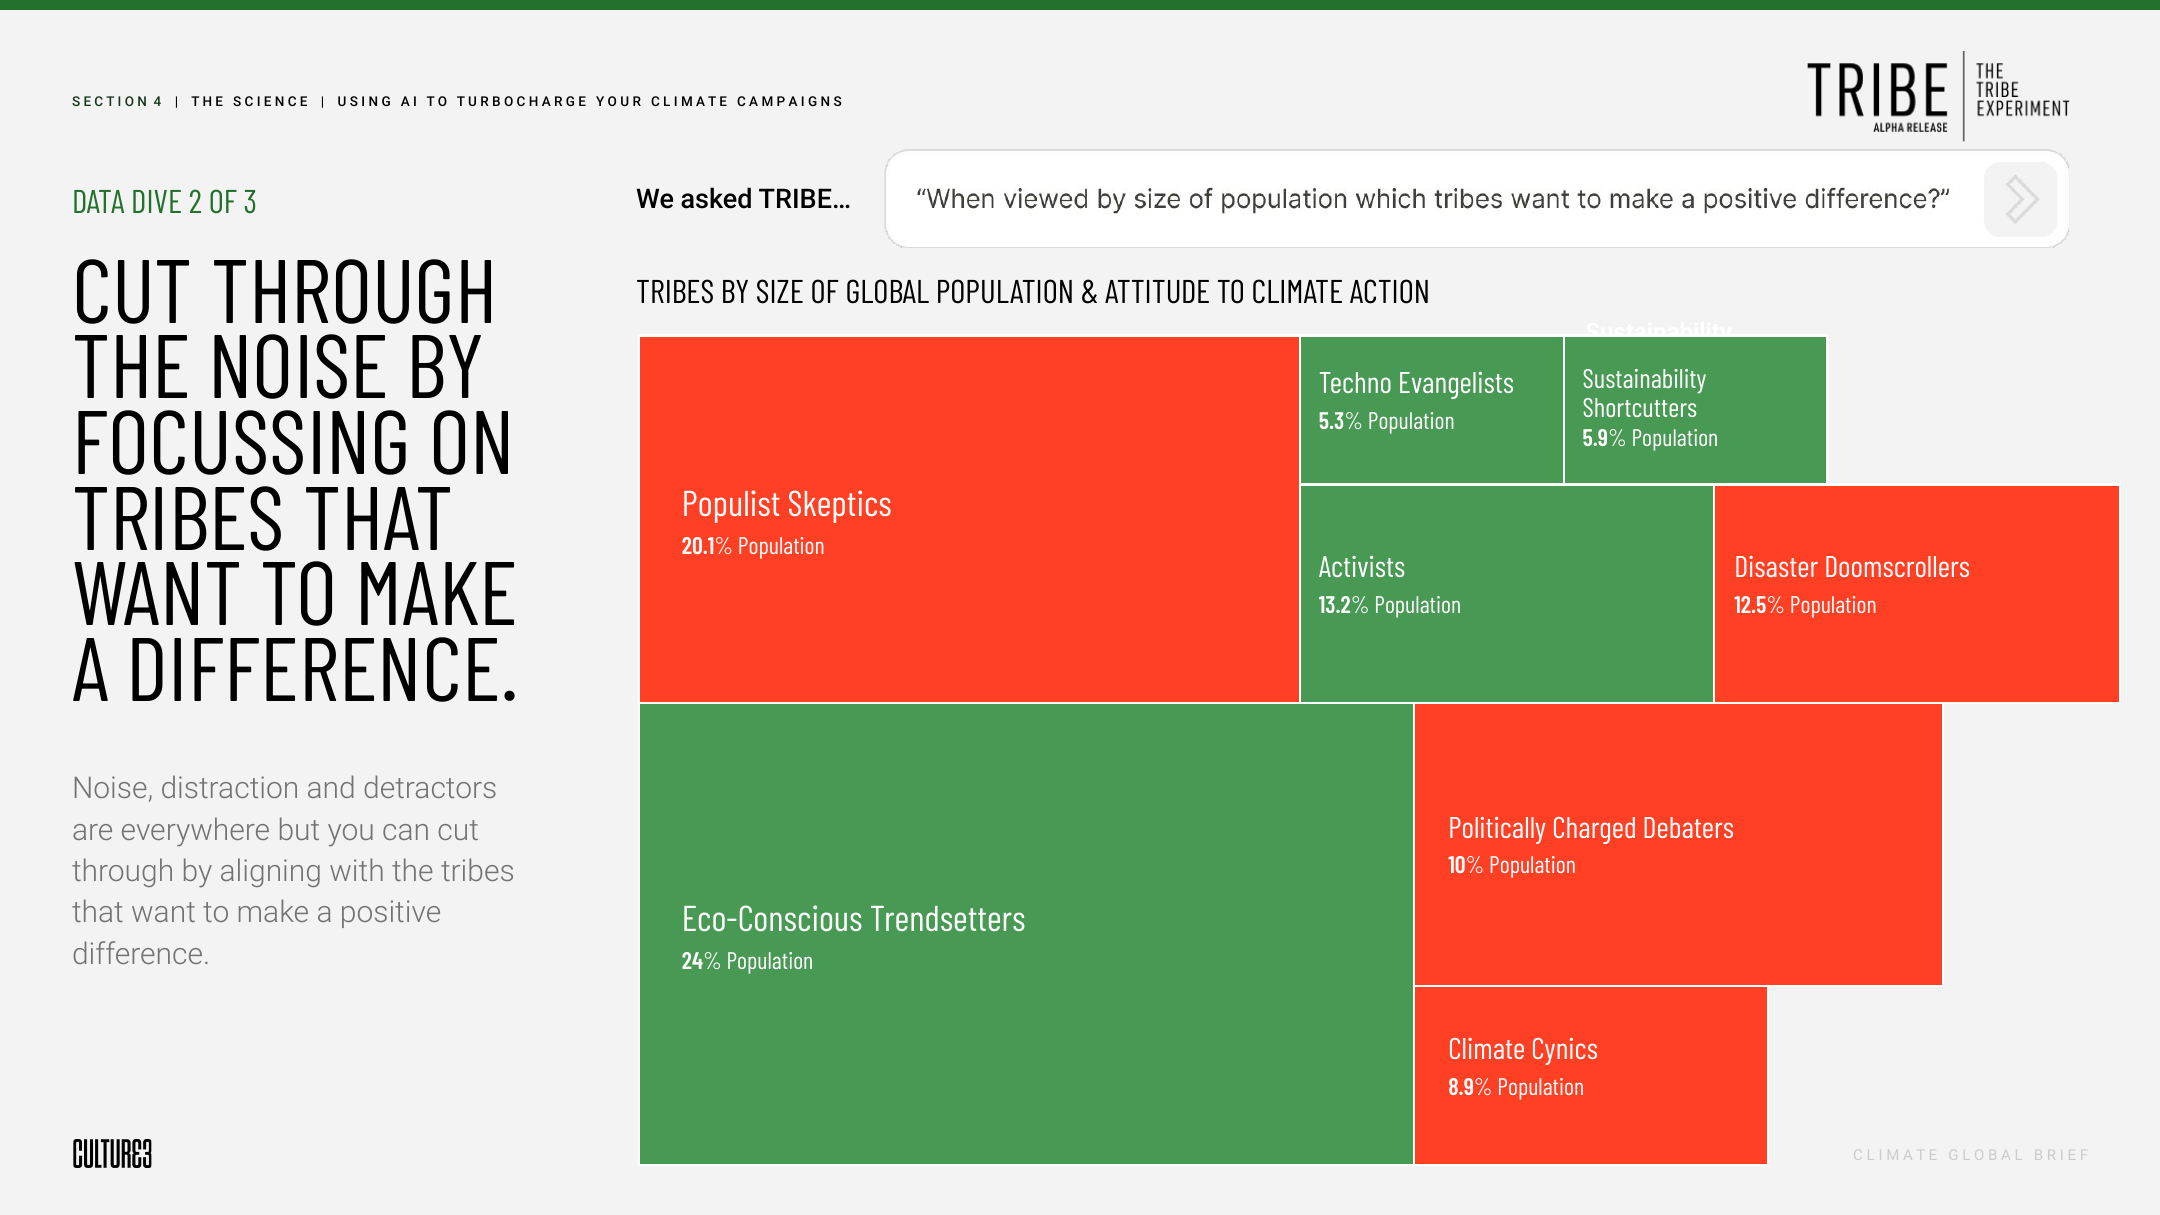 SECTION 4 | THE SCIENCE | USING AI TO TURBOCHARGE YOUR CLIMATE CAMPAIGNS
TRIBE
ALPHA RELEASE
THE
TRIBE
EXPERIMENT
DATA DIVE 2 OF 3
CUT THROUGH
THE NOISE BY
FOCUSSING ON
TRIBES THAT
WANT TO MAKE
A DIFFERENCE.
Noise, distraction and detractors
are everywhere but you can cut
through by aligning with the tribes
that want to make a positive
difference.
We asked TRIBE...
“When viewed by size of population which tribes want to make a positive difference?”
TRIBES BY SIZE OF GLOBAL POPULATION & ATTITUDE TO CLIMATE ACTION
Sustainability
Populist Skeptics
20.1% Population
Techno Evangelists
5.3% Population
Sustainability
Shortcutters
5.9% Population
Activists
13.2% Population
Disaster Doomscrollers
12.5% Population
Eco-Conscious Trendsetters
24% Population
Politically Charged Debaters
10% Population
Climate Cynics
8.9% Population
CULTURE3
CLIMATE GLOBAL BRIEF